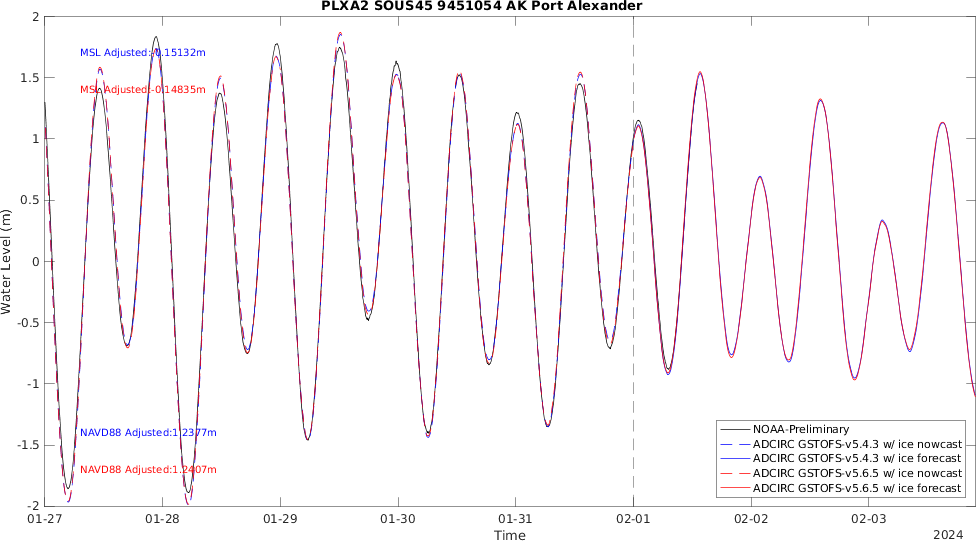 PLXA2 SOUS45 9451054 AK Port Alexander
2
1.5
1
0.5
0
-0.5
-1
-1.5
-2
Water Level (m)
MSL Adjusted:-0.15132m
MSL Adjusted:-0.14835m
NAVD88 Adjusted:1.2377m
NAVD88 Adjusted:1.2407m
NOAA-Preliminary
ADCIRC GSTOFS-v5.4.3 w/ ice nowcast
ADCIRC GSTOFS-v5.4.3 w/ ice forecast
ADCIRC GSTOFS-v5.6.5 w/ ice nowcast
ADCIRC GSTOFS-v5.6.5 w/ ice forecast
01-27 01-28 01-29 01-30 01-31 02-01 02-02 02-03
Time
2024